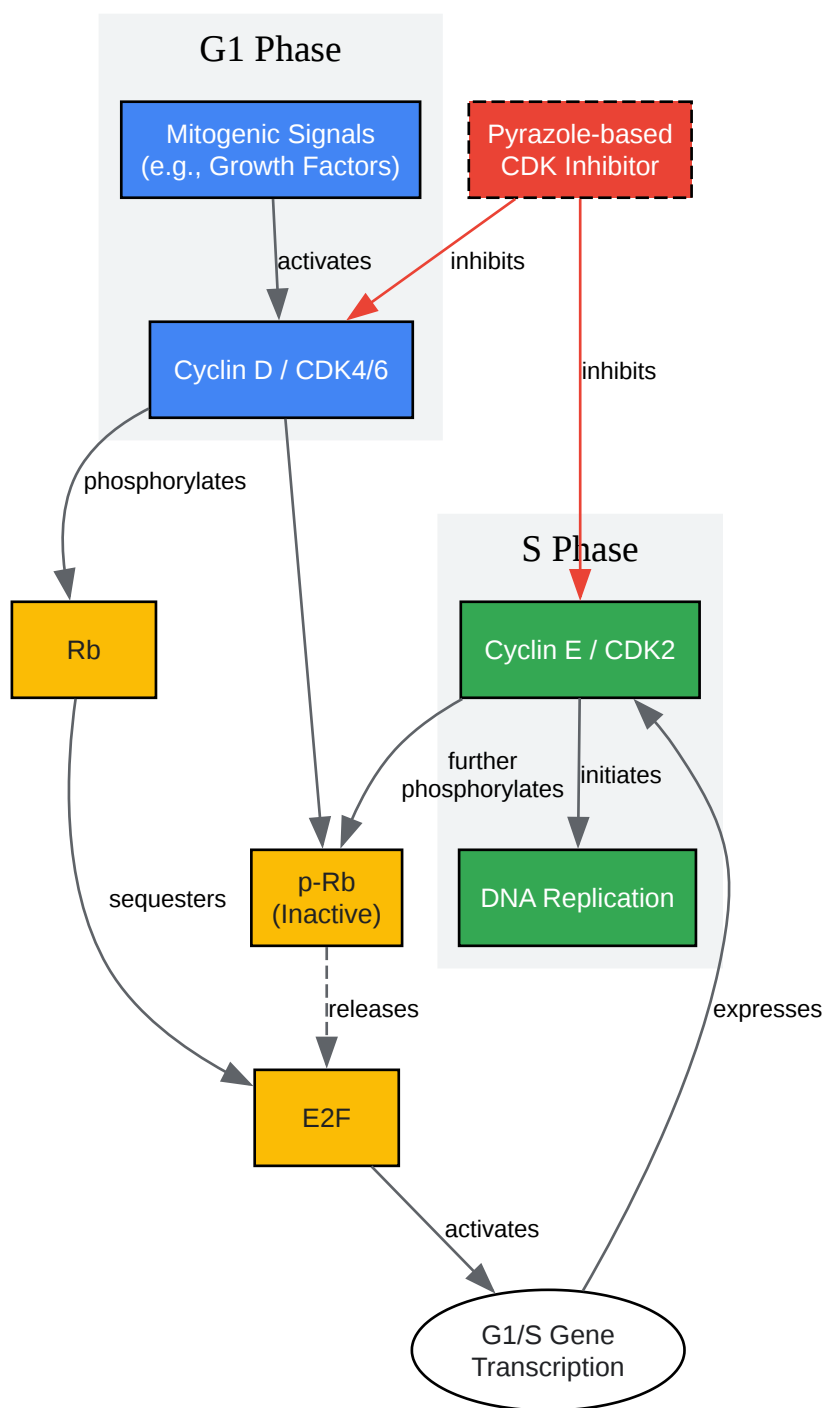 G1 Phase
Mitogenic Signals
(e.g., Growth Factors)
Pyrazole-based
CDK Inhibitor
activates
inhibits
Cyclin D / CDK4/6
inhibits
phosphorylates
S Phase
Rb
Cyclin E / CDK2
further
phosphorylates
initiates
sequesters
p-Rb
(Inactive)
DNA Replication
releases
expresses
E2F
activates
G1/S Gene
Transcription